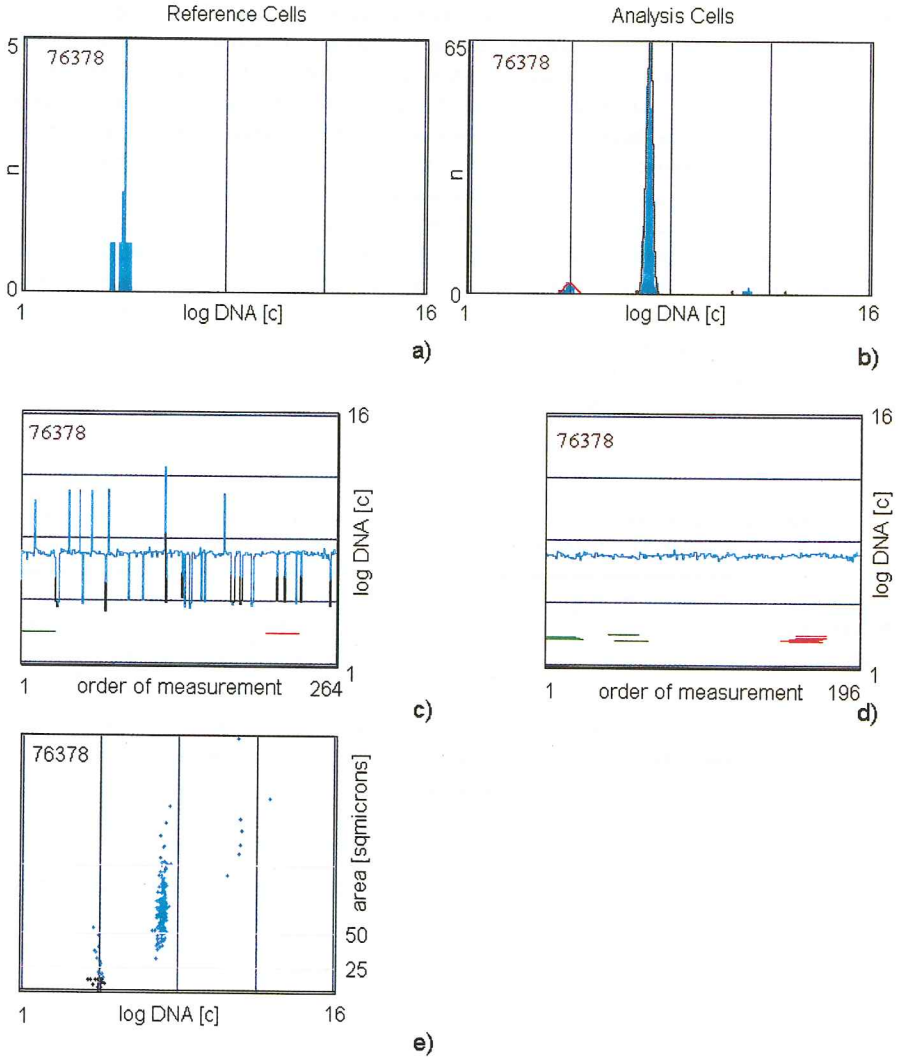 Reference Cells
5
76378
n
0
1
log DNA [c]
16
a)
Analysis Cells
65
76378
n
0
1
log DNA [c]
16
b)
76378
16
log DNA [c]
1
1
order of measurement
264
c)
76378
16
log DNA [c]
1
1
order of measurement
196
d)
76378
area [sqmicrons]
50
25
1
log DNA [c]
16
e)